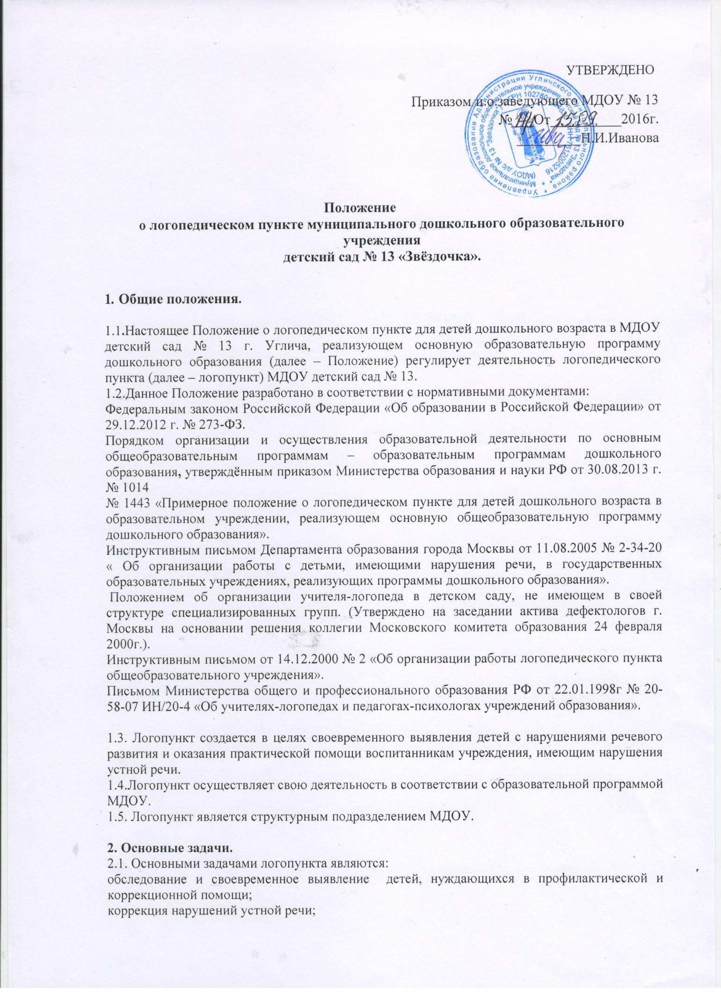 УТВЕРЖДЕНО
Приказом и.о.заведующего МДОУ № 13
№ От 15.09. 2016г.
Н.И.Иванова
Управление образования Администрации Угличского муниципального района *
Муниципальное дошкольное образовательное учреждение детский сад № 13 "Звездочка" *
(МДОУ д/с № 13 "Звездочка") ОГРН ИНН 7612005216
Положение
о логопедическом пункте муниципального дошкольного образовательного
учреждения
детский сад № 13 «Звёздочка».
1. Общие положения.
1.1.Настоящее Положение о логопедическом пункте для детей дошкольного возраста в МДОУ
детский сад № 13 г. Углича, реализующем основную образовательную программу
дошкольного образования (далее – Положение) регулирует деятельность логопедического
пункта (далее – логопункт) МДОУ детский сад № 13.
1.2.Данное Положение разработано в соответствии с нормативными документами:
Федеральным законом Российской Федерации «Об образовании в Российской Федерации» от
29.12.2012 г. № 273-ФЗ.
Порядком организации и осуществления образовательной деятельности по основным
общеобразовательным программам – образовательным программам дошкольного
образования, утверждённым приказом Министерства образования и науки РФ от 30.08.2013 г.
№ 1014
№ 1443 «Примерное положение о логопедическом пункте для детей дошкольного возраста в
образовательном учреждении, реализующем основную общеобразовательную программу
дошкольного образования».
Инструктивным письмом Департамента образования города Москвы от 11.08.2005 № 2-34-20
« Об организации работы с детьми, имеющими нарушения речи, в государственных
образовательных учреждениях, реализующих программы дошкольного образования».
Положением об организации учителя-логопеда в детском саду, не имеющем в своей
структуре специализированных групп. (Утверждено на заседании актива дефектологов г.
Москвы на основании решения коллегии Московского комитета образования 24 февраля
2000г.).
Инструктивным письмом от 14.12.2000 № 2 «Об организации работы логопедического пункта
общеобразовательного учреждения».
Письмом Министерства общего и профессионального образования РФ от 22.01.1998г № 20-
58-07 ИН/20-4 «Об учителях-логопедах и педагогах-психологах учреждений образования».
1.3. Логопункт создается в целях своевременного выявления детей с нарушениями речевого
развития и оказания практической помощи воспитанникам учреждения, имеющим нарушения
устной речи.
1.4.Логопункт осуществляет свою деятельность в соответствии с образовательной программой
МДОУ.
1.5. Логопункт является структурным подразделением МДОУ.
2. Основные задачи.
2.1. Основными задачами логопункта являются:
обследование и своевременное выявление детей, нуждающихся в профилактической и
коррекционной помощи;
коррекция нарушений устной речи;